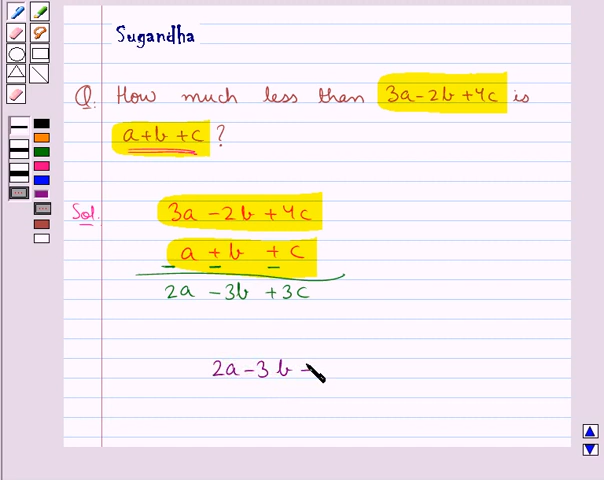 Sugandha
Q. How much less than 3a-2b+4c is
a+b+c?
Sol. 3a-2b+4c
a+b+c
- - -
2a -3b +3c
2a-3b -